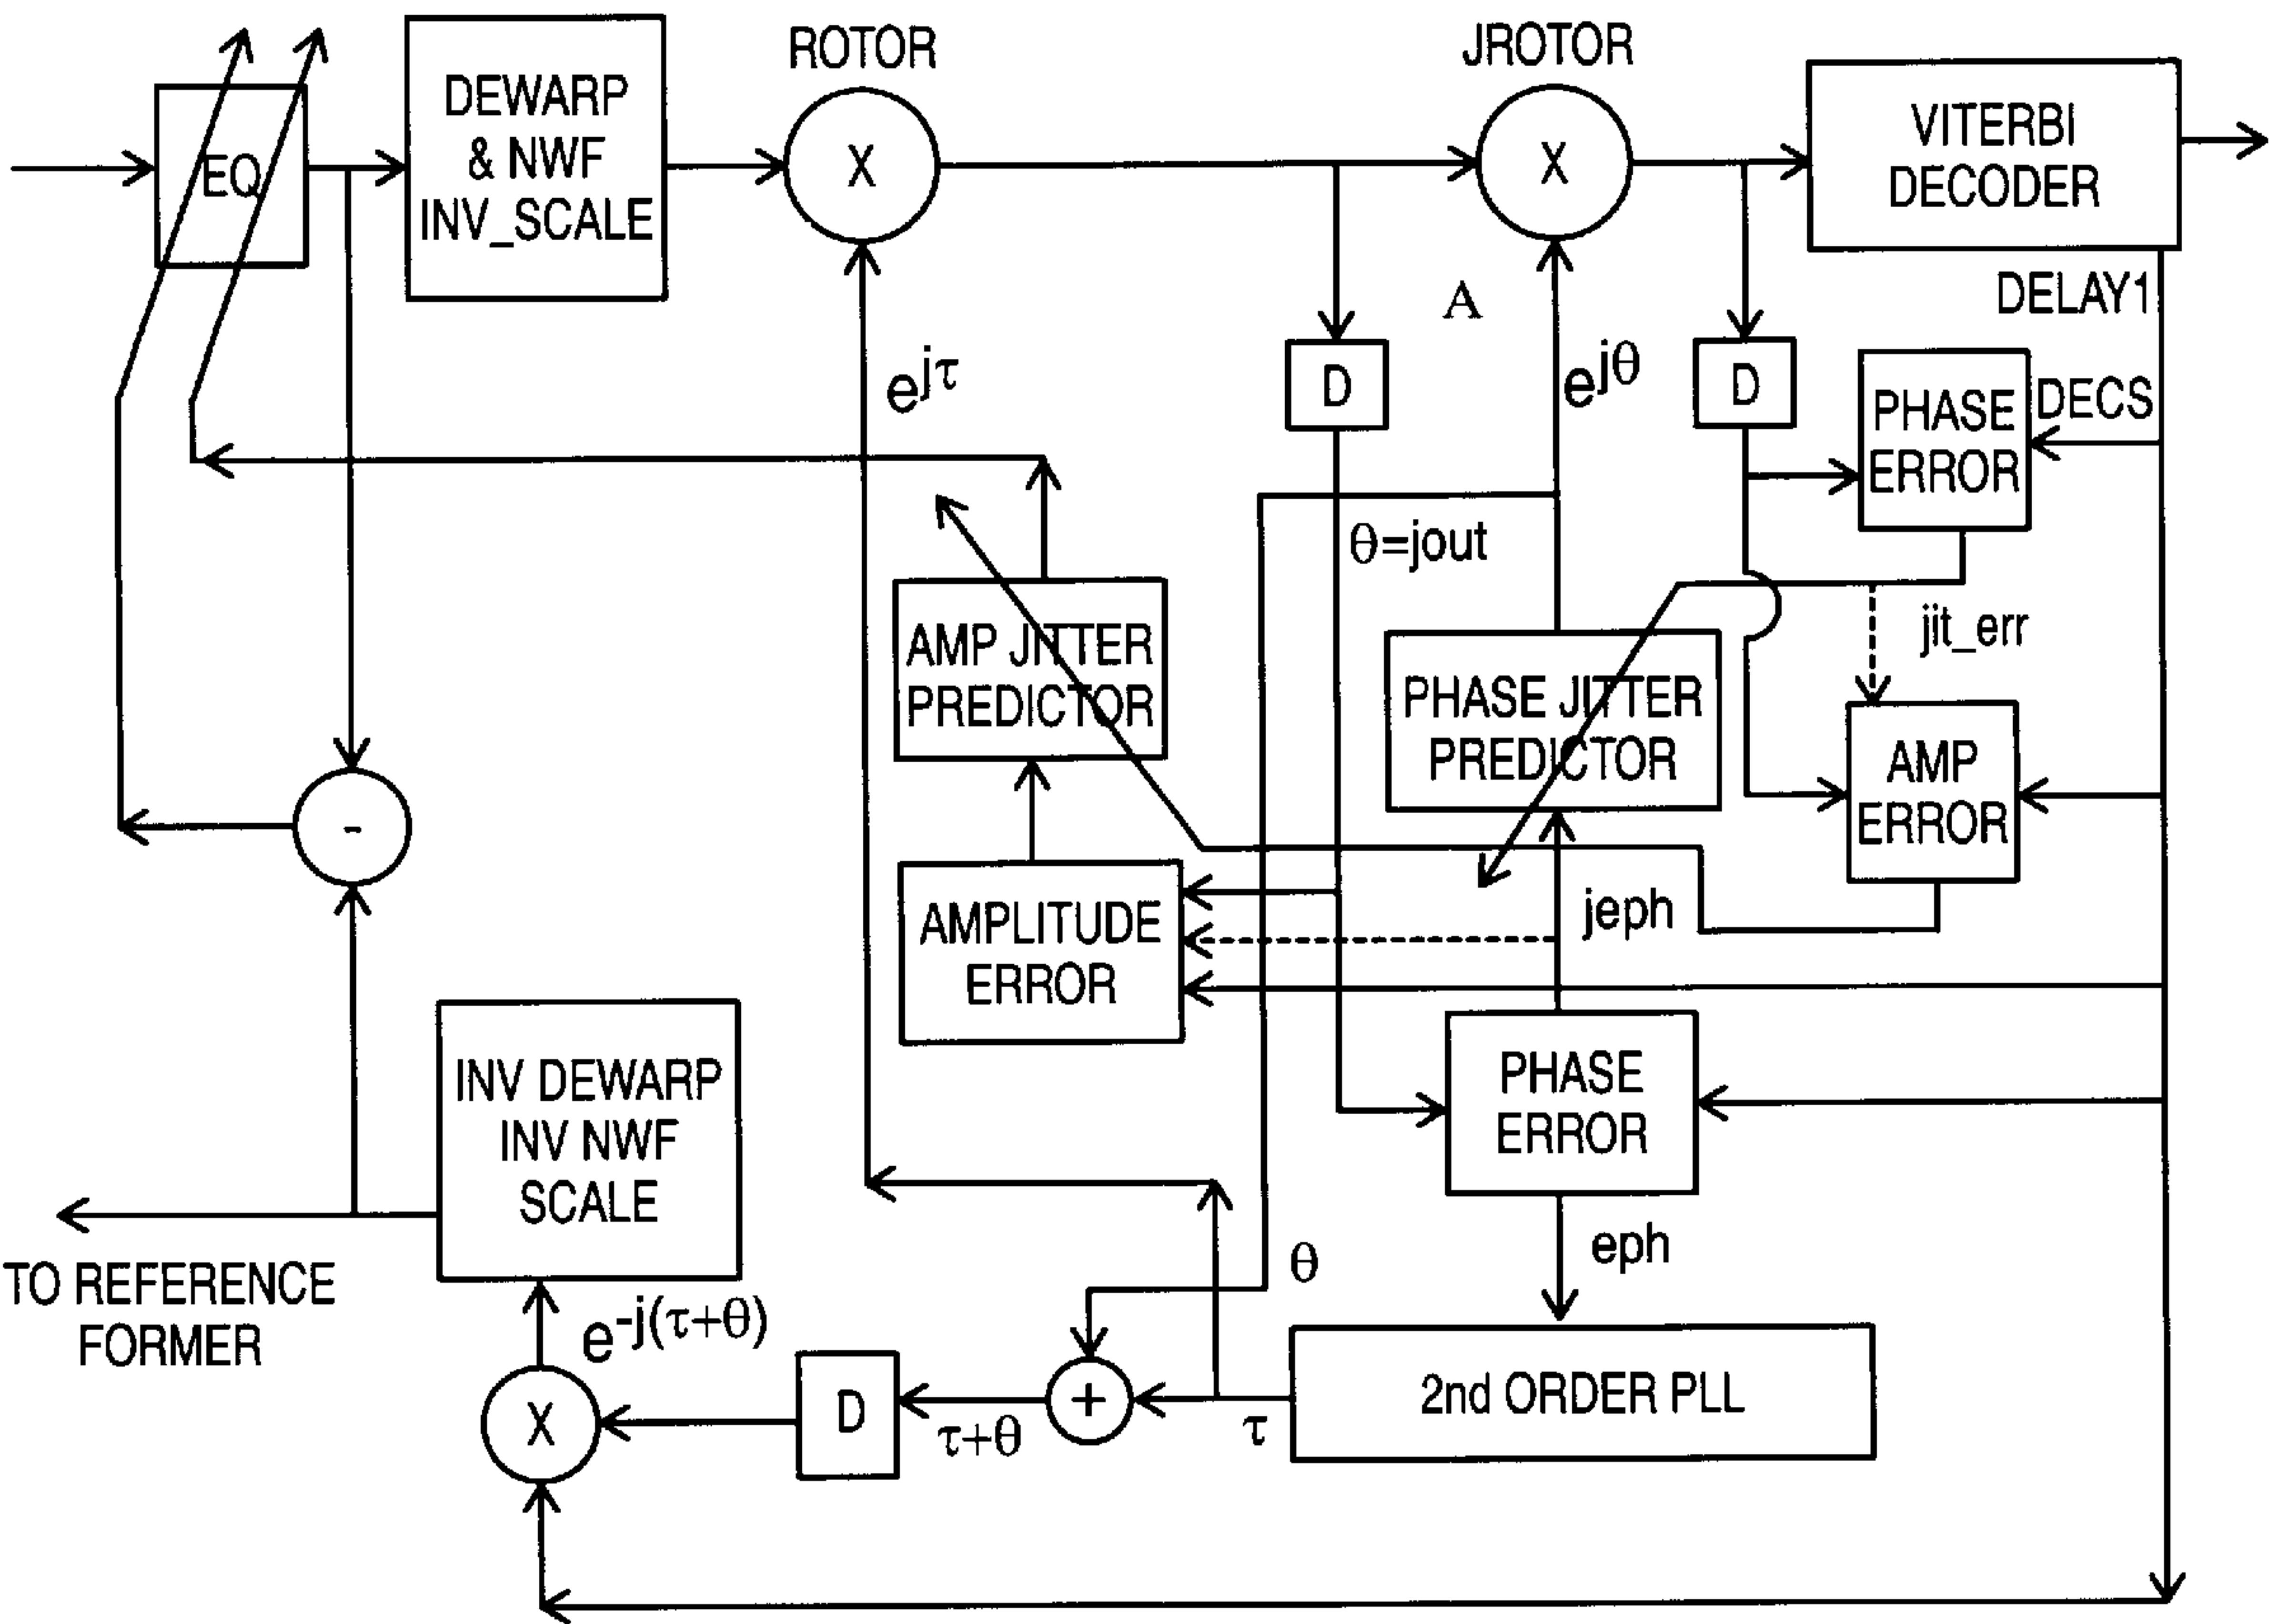 ROTOR
JROTOR
EQ
DEWARP
& NWF
INV_SCALE
X
X
VITERBI
DECODER
DELAY1
A
e^jτ
D
e^jθ
D
PHASE
ERROR
DECS
θ=jout
jit_err
AMP JITTER
PREDICTOR
PHASE JITTER
PREDICTOR
AMP
ERROR
-
AMPLITUDE
ERROR
jeph
INV DEWARP
INV NWF
SCALE
PHASE
ERROR
eph
TO REFERENCE
FORMER
e^-j(τ+θ)
θ
X
D
τ+θ
+
τ
2nd ORDER PLL